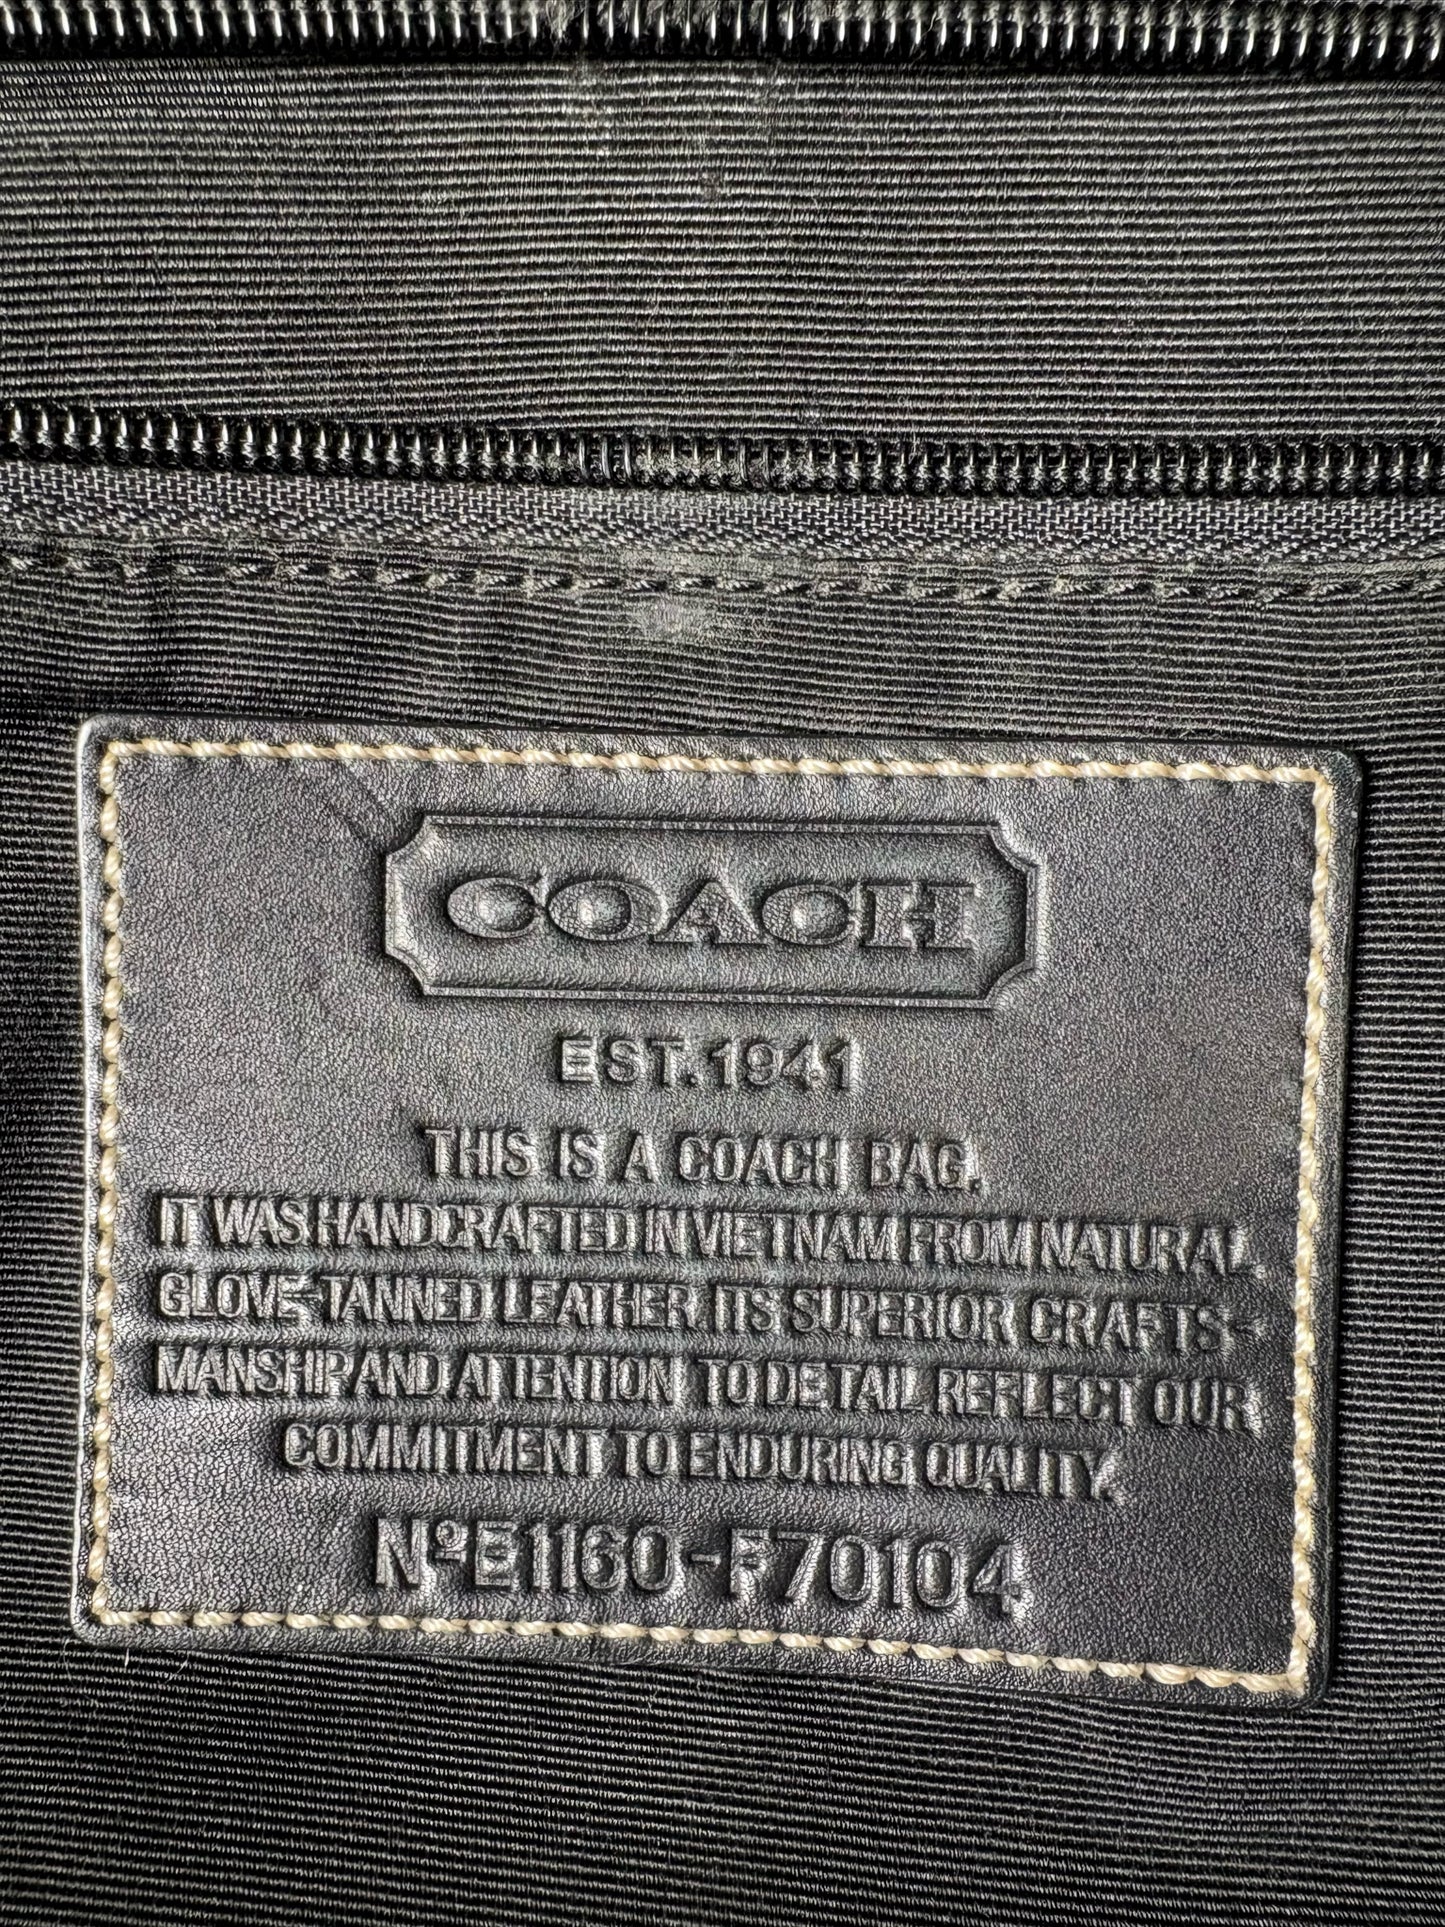 COACH
EST. 1941
THIS IS A COACH BAG.
IT WAS HANDCRAFTED IN VIETNAM FROM NATURAL
GLOVE-TANNED LEATHER. ITS SUPERIOR CRAFTS-
MANSHIP AND ATTENTION TO DETAIL REFLECT OUR
COMMITMENT TO ENDURING QUALITY.
Nº E1160-F70104